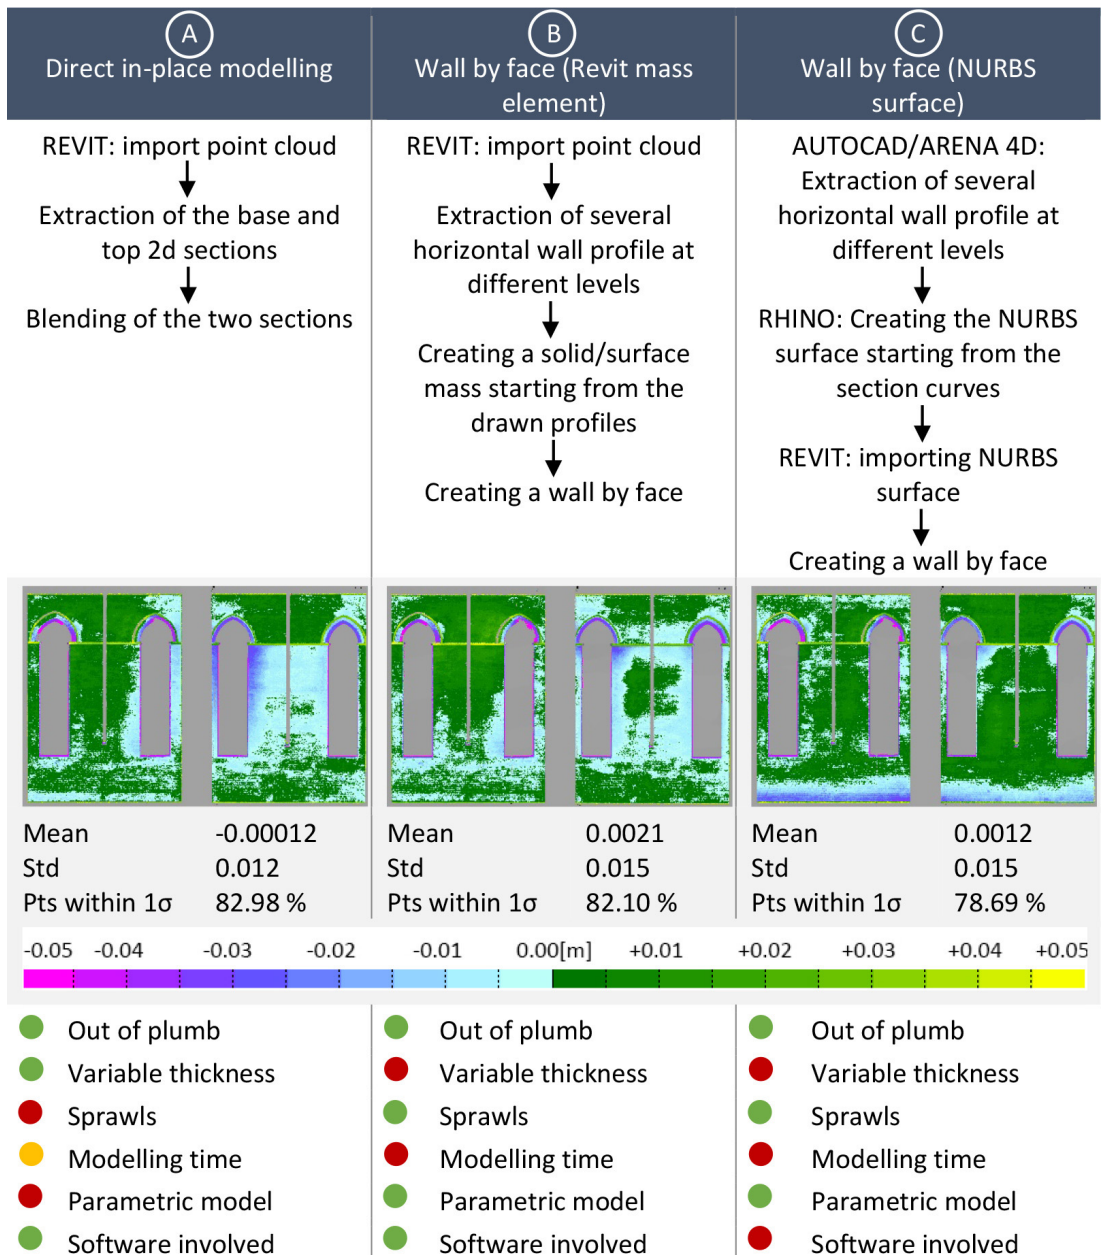 A
Direct in-place modelling
REVIT: import point cloud
Extraction of the base and
top 2d sections
Blending of the two sections
B
Wall by face (Revit mass
element)
REVIT: import point cloud
Extraction of several
horizontal wall profile at
different levels
Creating a solid/surface
mass starting from the
drawn profiles
Creating a wall by face
C
Wall by face (NURBS
surface)
AUTOCAD/ARENA 4D:
Extraction of several
horizontal wall profile at
different levels
RHINO: Creating the NURBS
surface starting from the
section curves
REVIT: importing NURBS
surface
Creating a wall by face
Mean -0.00012
Std 0.012
Pts within 1σ 82.98 %
Mean 0.0021
Std 0.015
Pts within 1σ 82.10 %
Mean 0.0012
Std 0.015
Pts within 1σ 78.69 %
-0.05 -0.04 -0.03 -0.02 -0.01 0.00[m] +0.01 +0.02 +0.03 +0.04 +0.05
Out of plumb
Variable thickness
Sprawls
Modelling time
Parametric model
Software involved
Out of plumb
Variable thickness
Sprawls
Modelling time
Parametric model
Software involved
Out of plumb
Variable thickness
Sprawls
Modelling time
Parametric model
Software involved